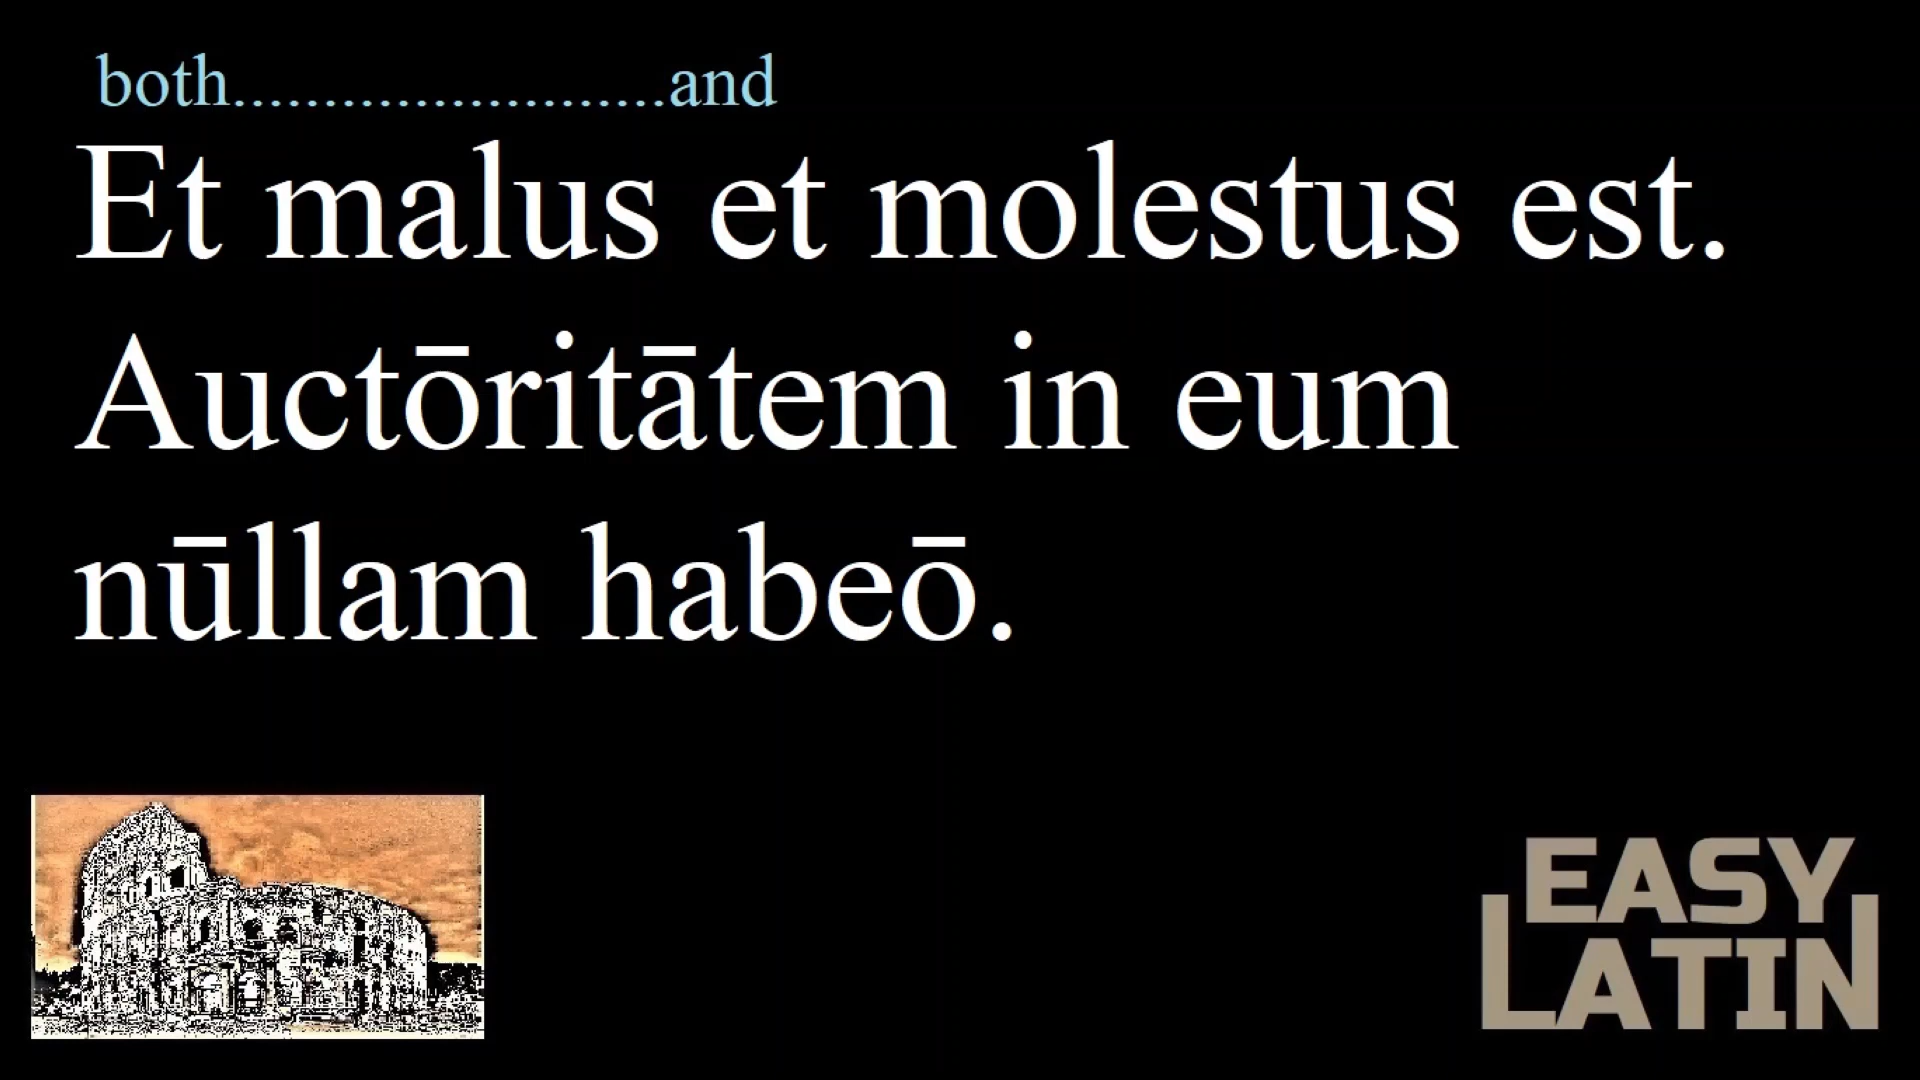 both........................and
Et malus et molestus est.
Auctōritātem in eum
nūllam habeō.
EASY
LATIN